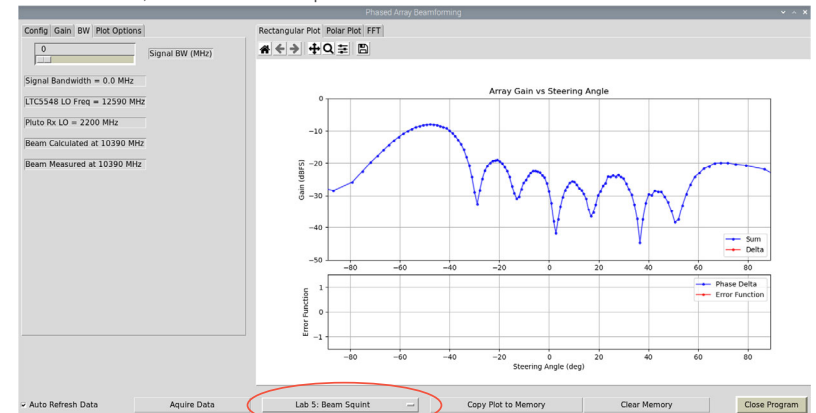 Phased Array Beamforming
Config Gain BW Plot Options
0
Signal BW (MHz)
Signal Bandwidth = 0.0 MHz
LTC5548 LO Freq = 12590 MHz
Pluto Rx LO = 2200 MHz
Beam Calculated at 10390 MHz
Beam Measured at 10390 MHz
Rectangular Plot Polar Plot FFT
Array Gain vs Steering Angle
Gain (dBFS)
0
−10
−20
−30
−40
−50
Sum
Delta
−80 −60 −40 −20 0 20 40 60 80
Error Function
1
0
−1
Phase Delta
Error Function
−80 −60 −40 −20 0 20 40 60 80
Steering Angle (deg)
Auto Refresh Data Aquire Data Lab 5: Beam Squint Copy Plot to Memory Clear Memory Close Program